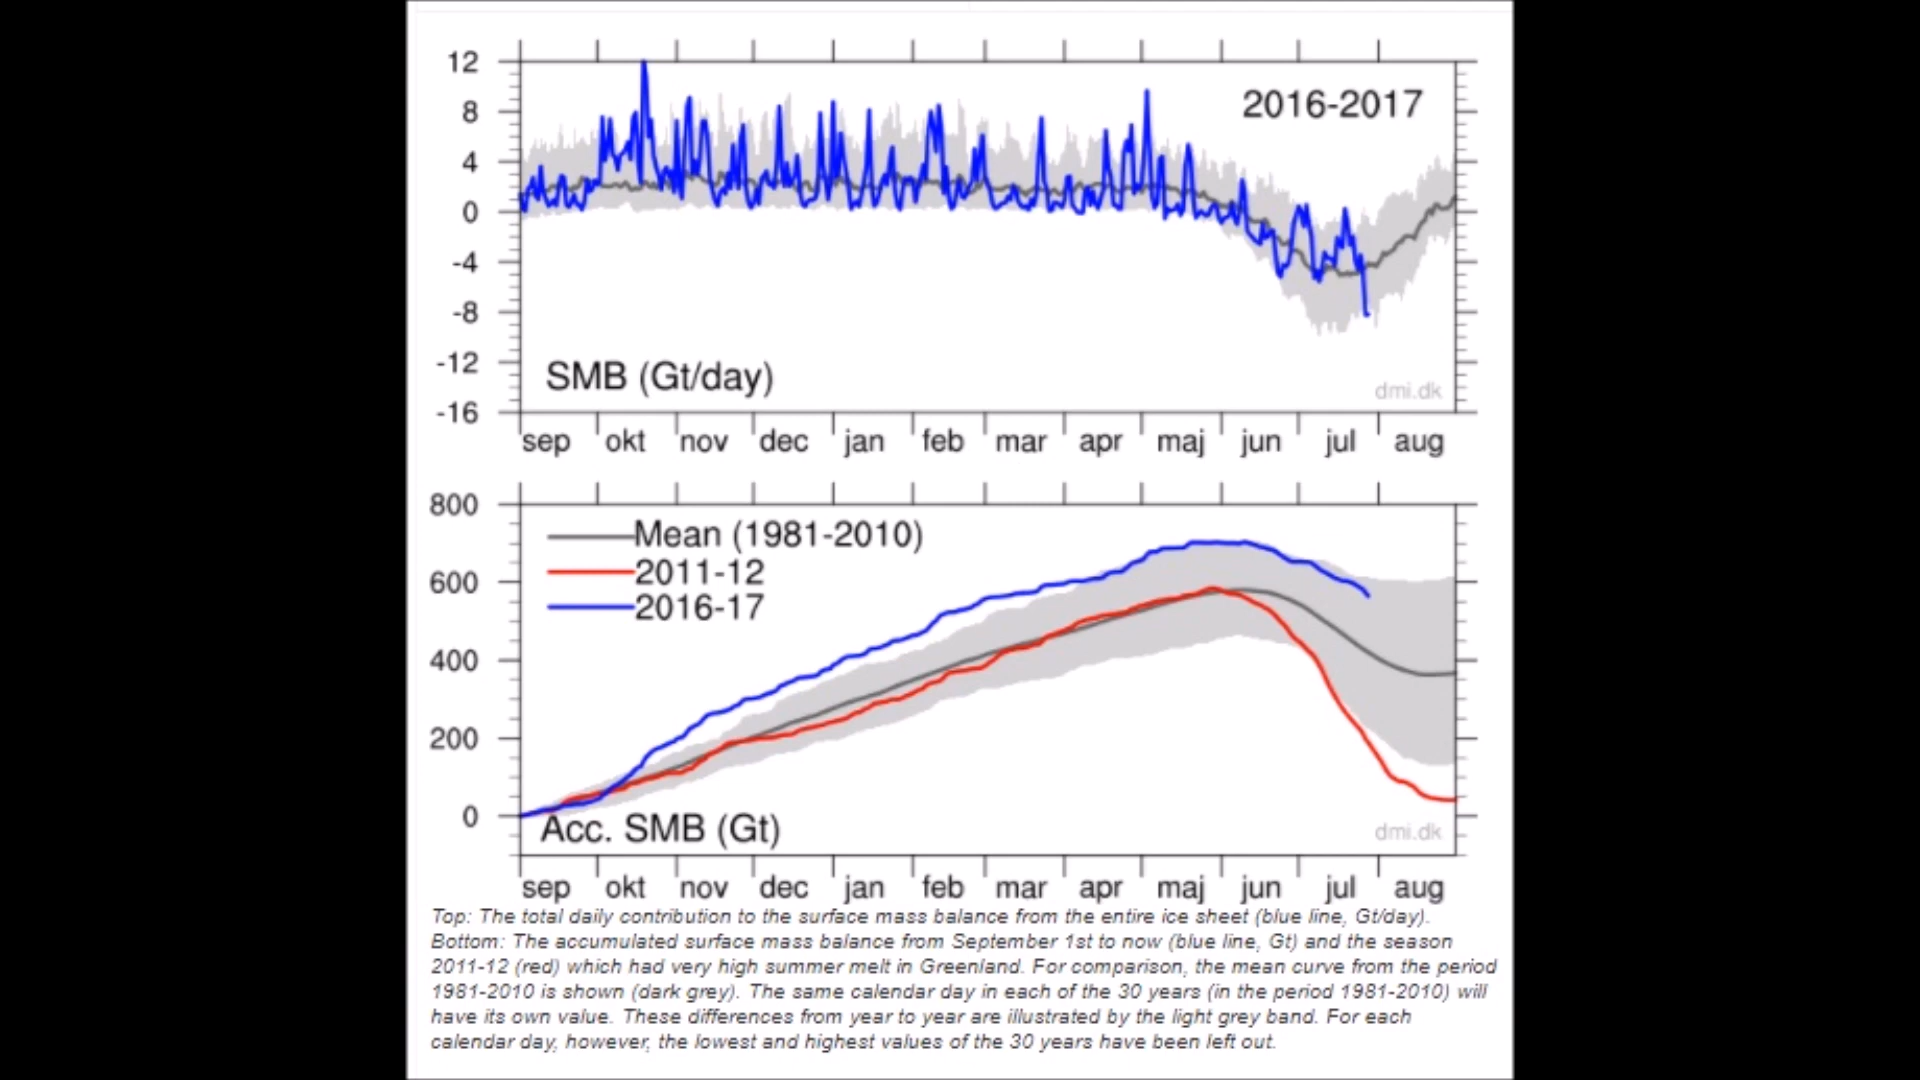 12
8
4
0
-4
-8
-12
-16
2016-2017
SMB (Gt/day)
dmi.dk
sep okt nov dec jan feb mar apr maj jun jul aug
800
600
400
200
0
Mean (1981-2010)
2011-12
2016-17
Acc. SMB (Gt)
dmi.dk
sep okt nov dec jan feb mar apr maj jun jul aug
Top: The total daily contribution to the surface mass balance from the entire ice sheet (blue line, Gt/day).
Bottom: The accumulated surface mass balance from September 1st to now (blue line, Gt) and the season
2011-12 (red) which had very high summer melt in Greenland. For comparison, the mean curve from the period
1981-2010 is shown (dark grey). The same calendar day in each of the 30 years (in the period 1981-2010) will
have its own value. These differences from year to year are illustrated by the light grey band. For each
calendar day, however, the lowest and highest values of the 30 years have been left out.